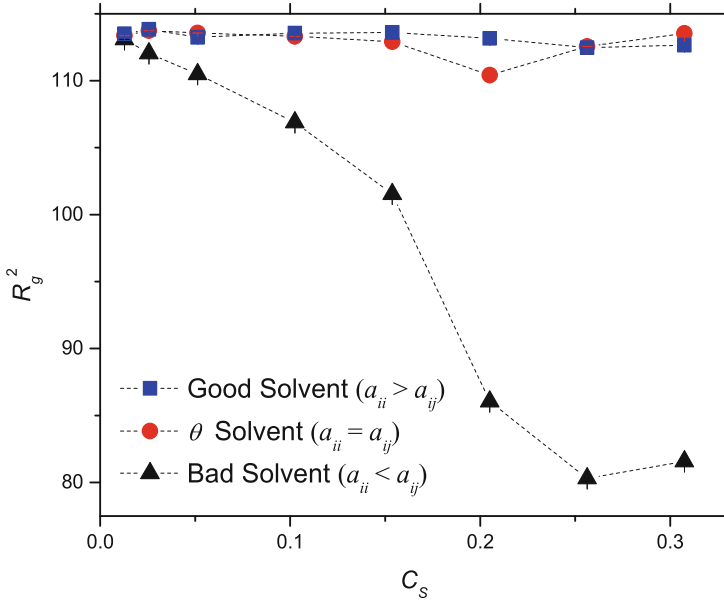 110
100
90
80
R_g^2
Good Solvent (a_ii > a_ij)
θ Solvent (a_ii = a_ij)
Bad Solvent (a_ii < a_ij)
0.0 0.1 0.2 0.3
C_S